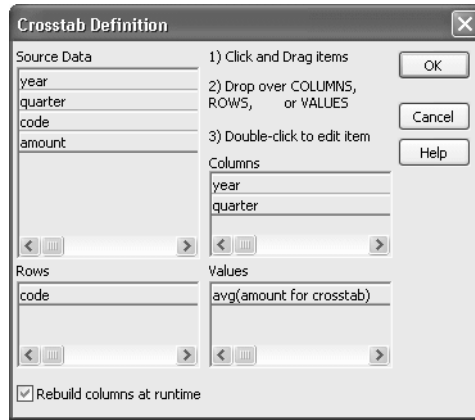 Crosstab Definition
Source Data
year
quarter
code
amount
1) Click and Drag items
2) Drop over COLUMNS,
ROWS, or VALUES
3) Double-click to edit item
OK
Cancel
Help
Columns
year
quarter
Rows
code
Values
avg(amount for crosstab)
Rebuild columns at runtime